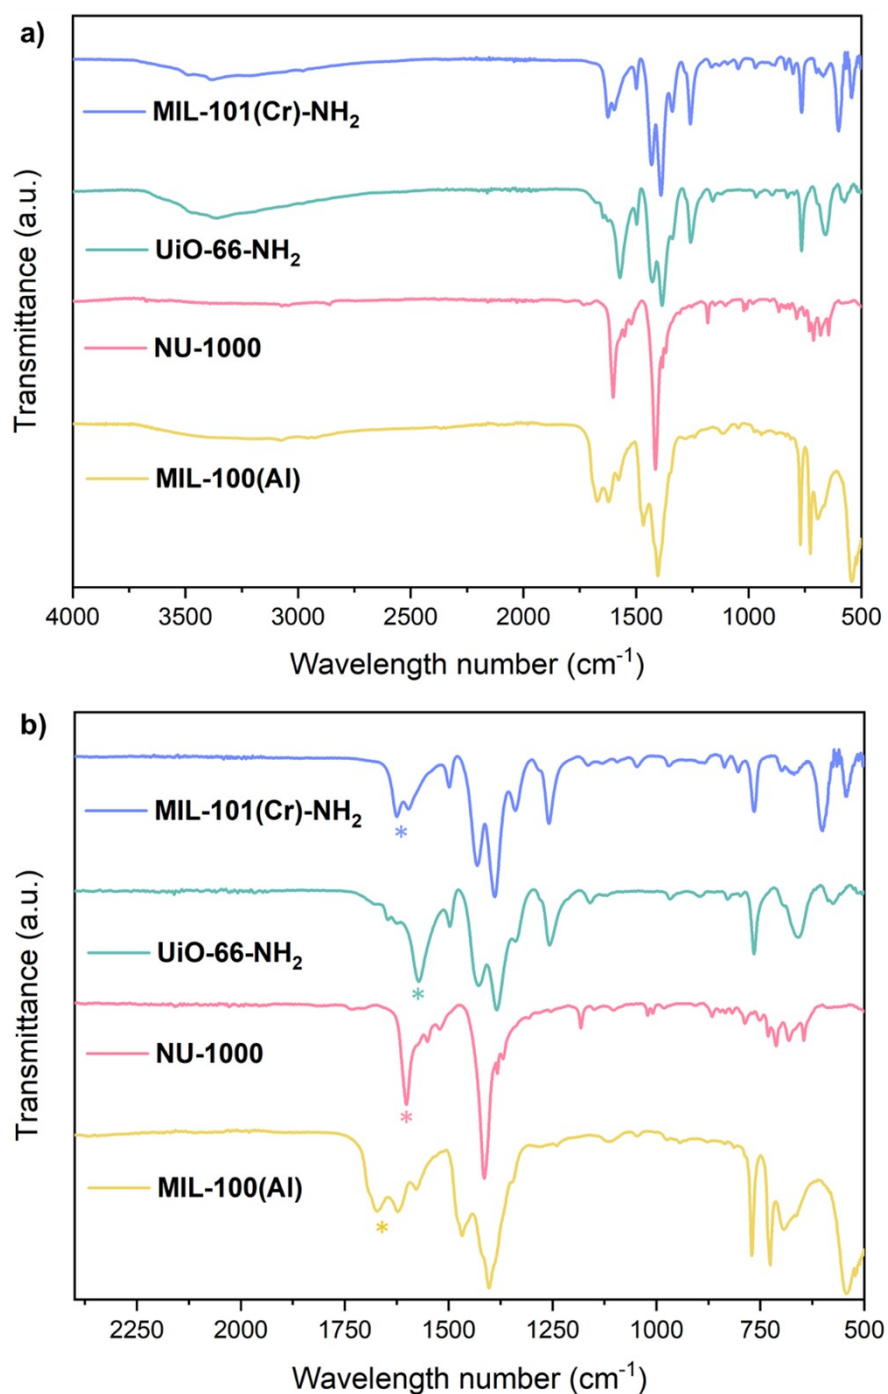 a)
MIL-101(Cr)-NH₂
UiO-66-NH₂
NU-1000
MIL-100(Al)
Transmittance (a.u.)
4000 3500 3000 2500 2000 1500 1000 500
Wavelength number (cm⁻¹)
b)
MIL-101(Cr)-NH₂
*
UiO-66-NH₂
*
NU-1000
*
MIL-100(Al)
*
Transmittance (a.u.)
2250 2000 1750 1500 1250 1000 750 500
Wavelength number (cm⁻¹)